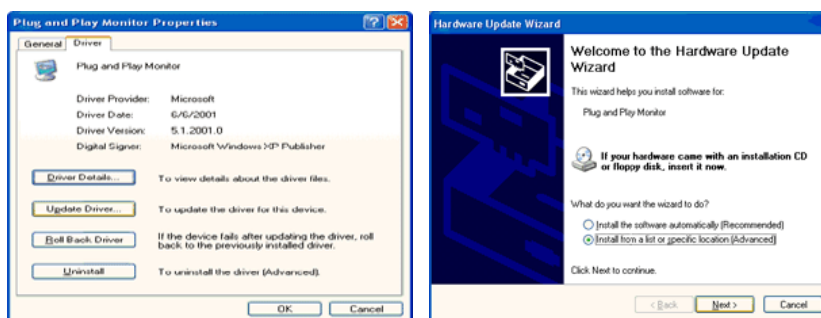 Plug and Play Monitor Properties
General Driver
Plug and Play Monitor
Driver Provider: Microsoft
Driver Date: 6/6/2001
Driver Version: 5.1.2001.0
Digital Signer: Microsoft Windows XP Publisher
Driver Details... To view details about the driver files.
Update Driver... To update the driver for this device.
Roll Back Driver If the device fails after updating the driver, roll
back to the previously installed driver.
Uninstall To uninstall the driver (Advanced).
OK Cancel
Hardware Update Wizard
Welcome to the Hardware Update
Wizard
This wizard helps you install software for:
Plug and Play Monitor
If your hardware came with an installation CD
or floppy disk, insert it now.
What do you want the wizard to do?
Install the software automatically (Recommended)
Install from a list or specific location (Advanced)
Click Next to continue.
< Back Next > Cancel